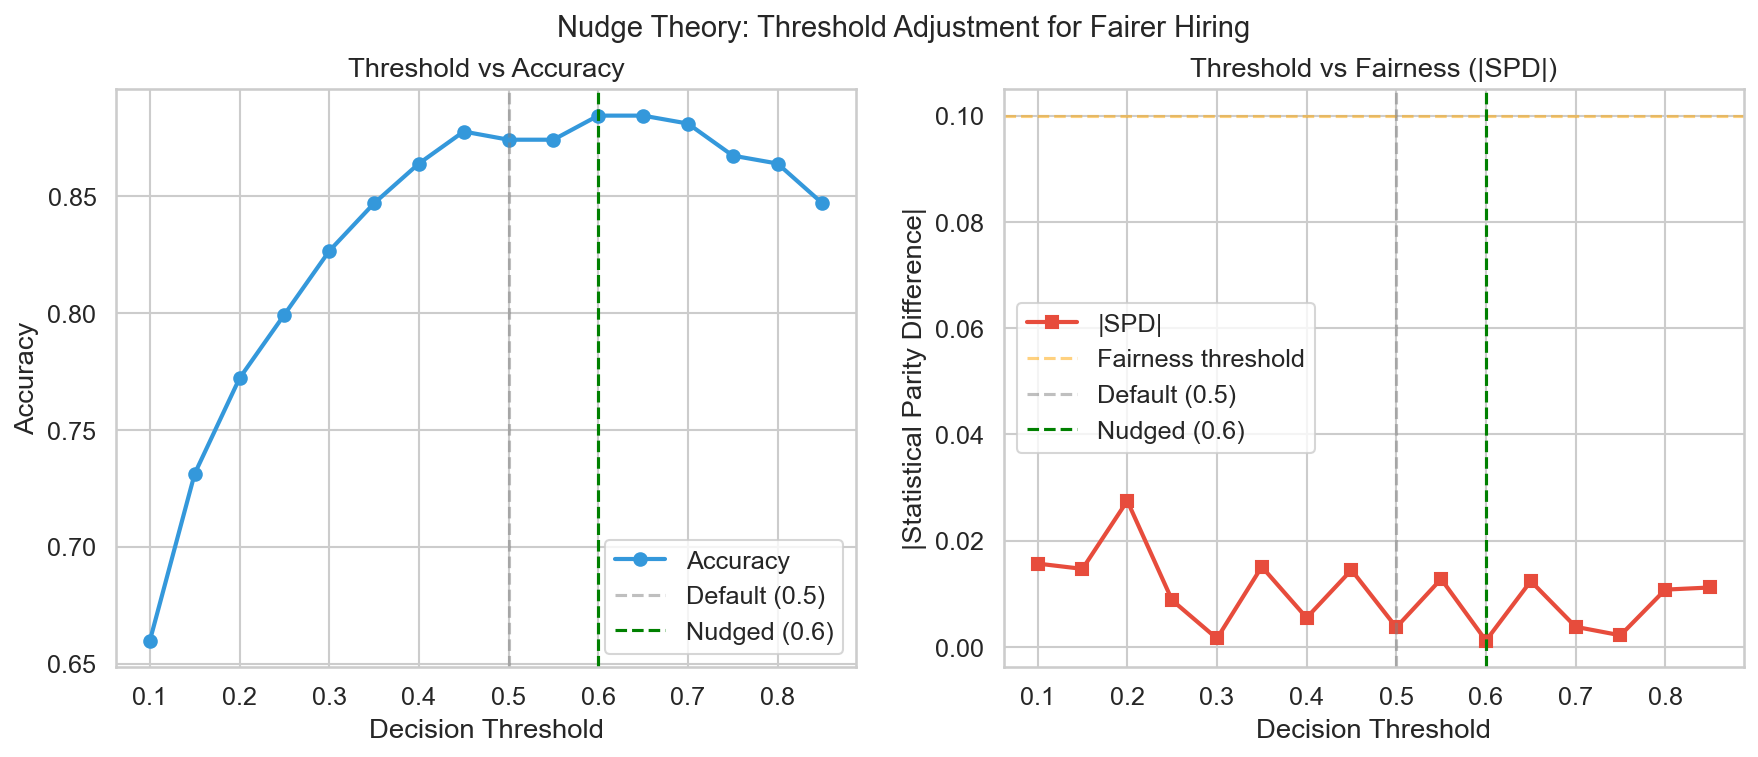 Nudge Theory: Threshold Adjustment for Fairer Hiring
Threshold vs Accuracy
Accuracy
0.85
0.80
0.75
0.70
0.65
0.1 0.2 0.3 0.4 0.5 0.6 0.7 0.8
Decision Threshold
Accuracy
Default (0.5)
Nudged (0.6)
Threshold vs Fairness (|SPD|)
|Statistical Parity Difference|
0.10
0.08
0.06
0.04
0.02
0.00
0.1 0.2 0.3 0.4 0.5 0.6 0.7 0.8
Decision Threshold
|SPD|
Fairness threshold
Default (0.5)
Nudged (0.6)